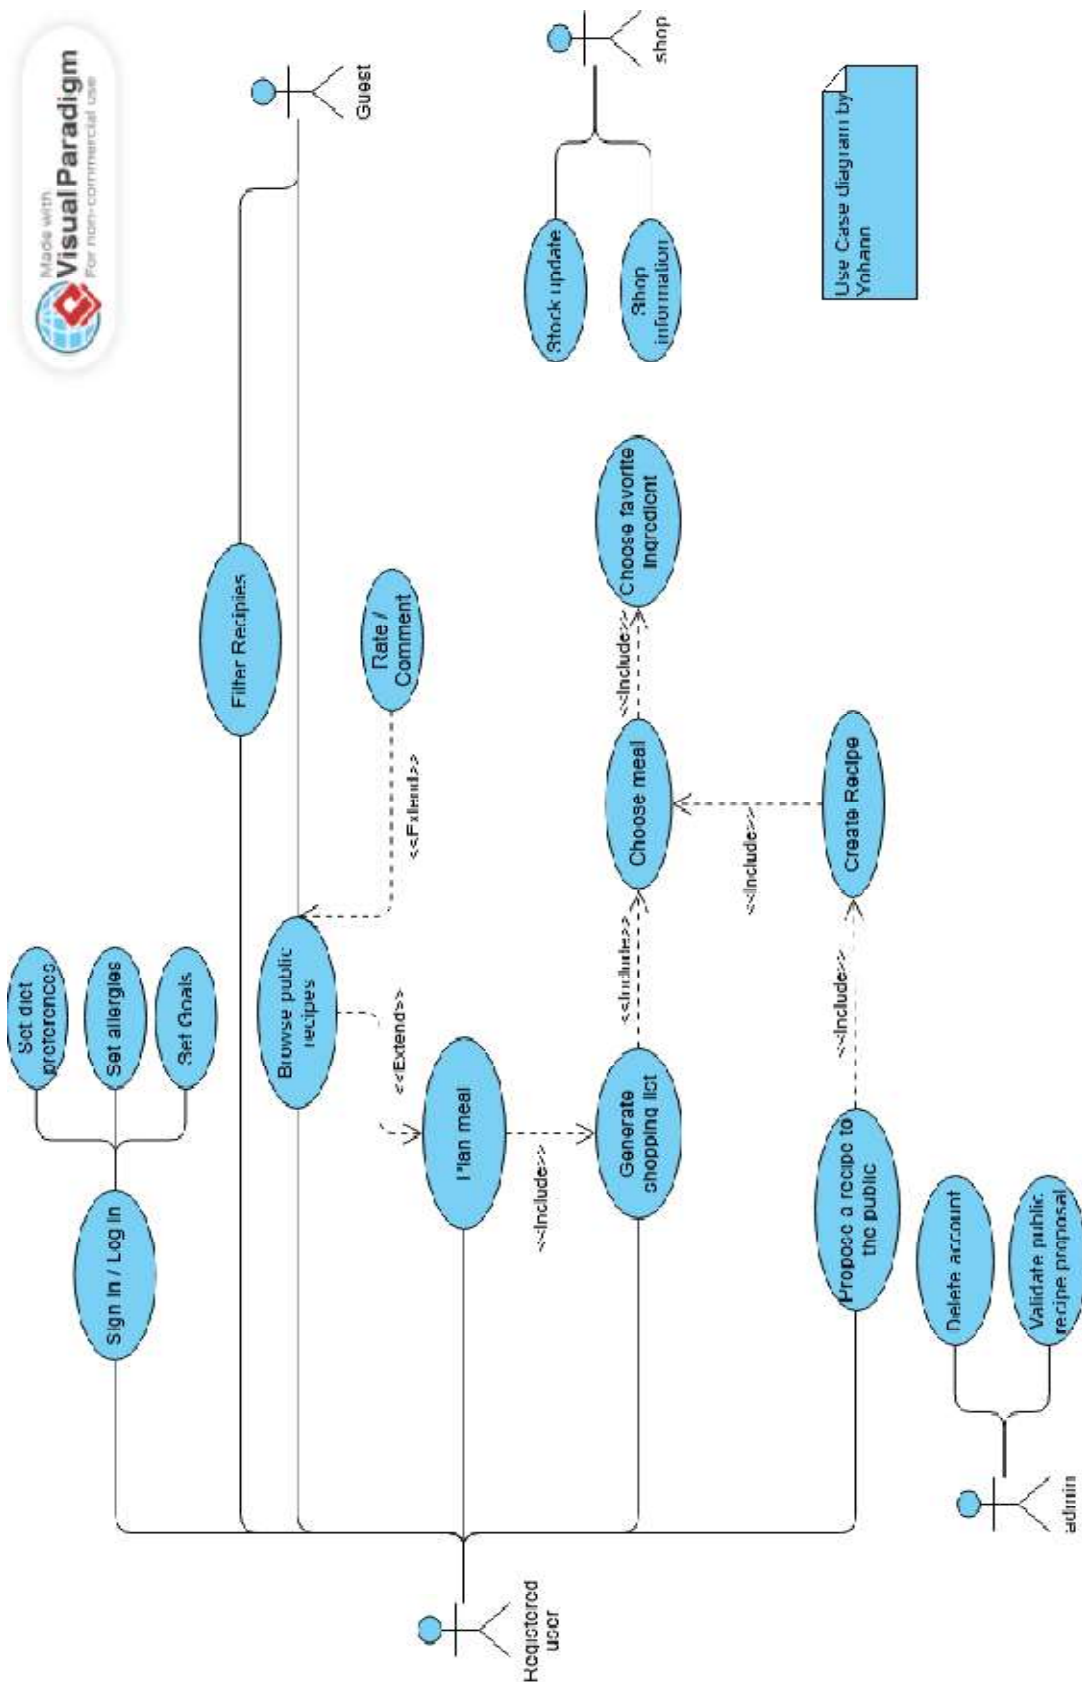 Made with
VisualParadigm
For non-commercial use
Set diet
preferences
Set allergies
Set Goals
Sign in / Log in
Filter Recipies
Guest
Browse public
recipes
Rate /
Comment
<<Extend>>
<<Extend>>
Plan meal
<<Include>>
Registered
user
Generate
shopping list
<<Include>>
Choose meal
<<Include>>
Choose favorite
Ingredient
Stock update
Shop
information
shop
<<Include>>
Propose a recipe to
the public
<<Include>>
Create Recipe
Use Case diagram by
Yohann
Delete account
Validate public
recipe proposal
admin